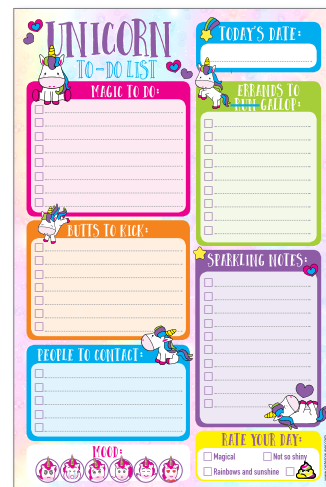 UNICORN
TO-DO LIST
TODAY'S DATE:
MAGIC TO DO:
ERRANDS TO
RUN GALLOP:
BUTTS TO KICK:
SPARKLING NOTES:
PEOPLE TO CONTACT:
MOOD:
RATE YOUR DAY:
Magical
Not so shiny
Rainbows and sunshine